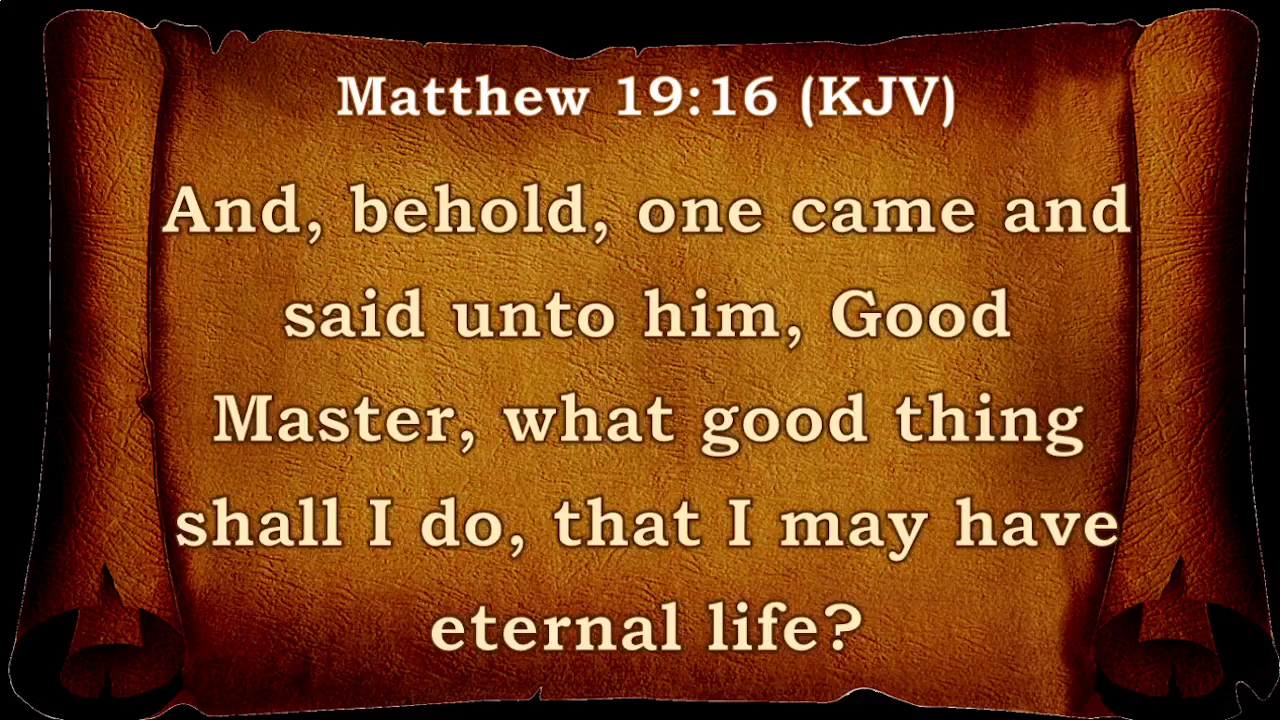 Matthew 19:16 (KJV)
And, behold, one came and
said unto him, Good
Master, what good thing
shall I do, that I may have
eternal life?